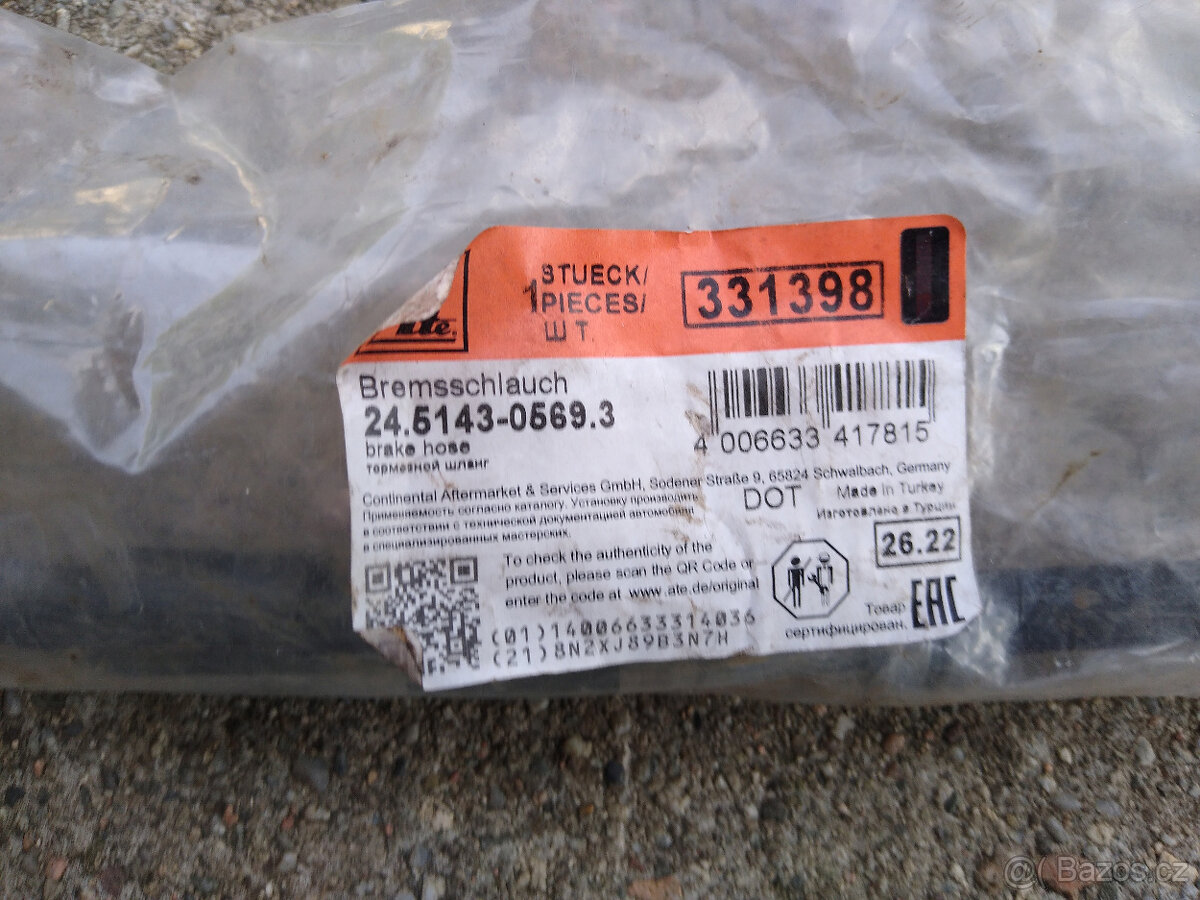 ate.
1 STUECK/
PIECES/
ШТ.
331398
Bremsschlauch
24.5143-0569.3
brake hose
тормезной шланг
4 006633 417815
Continental Aftermarket & Services GmbH, Sodener Straße 9, 65824 Schwalbach, Germany
Применяемость согласно каталогу. Установку производить
в соответствии с технической документацией автомобиля
в специализированных мастерских.
DOT
Made in Turkey
Изготовлено в Турции
26.22
To check the authenticity of the
product, please scan the QR Code or
enter the code at www.ate.de/original
(01)14006633314036
(21)8N2XJ89B3N7H
Товар
сертифицирован.
EAC
@Bazos.cz